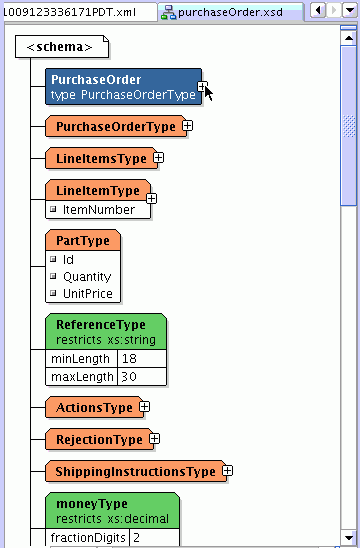 1009123336171PDT.xml
purchaseOrder.xsd
<schema>
PurchaseOrder
type PurchaseOrderType
PurchaseOrderType
LineItemsType
LineItemType
ItemNumber
PartType
Id
Quantity
UnitPrice
ReferenceType
restricts xs:string
minLength 18
maxLength 30
ActionsType
RejectionType
ShippingInstructionsType
moneyType
restricts xs:decimal
fractionDigits 2